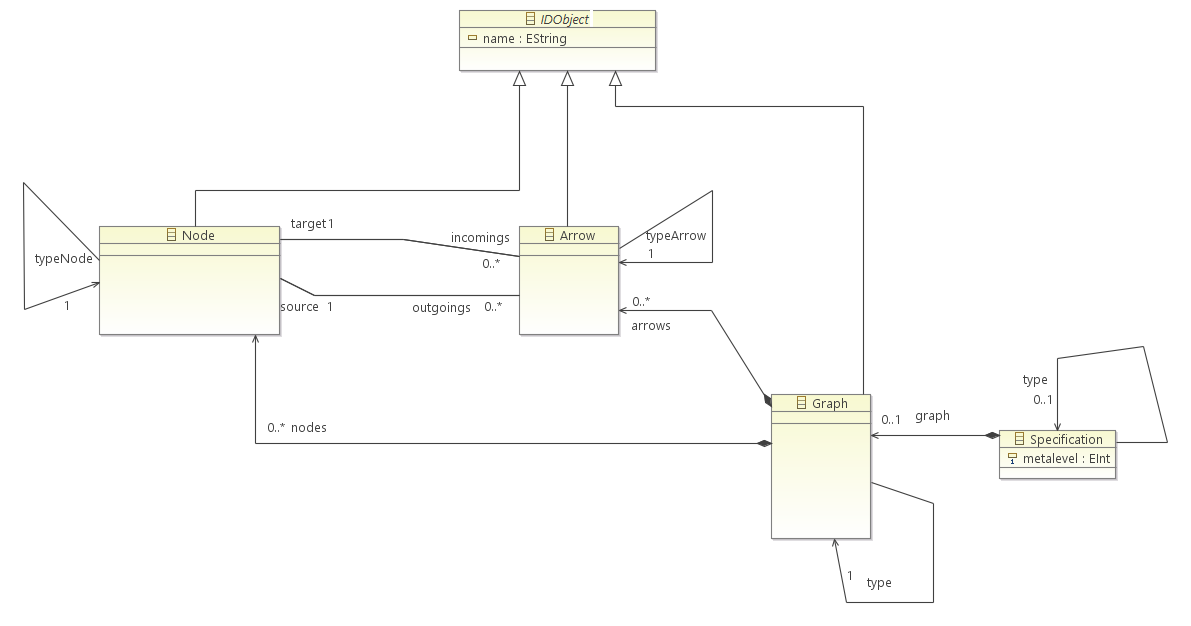 IDObject
name : EString
Node
target 1
incomings
0..*
Arrow
typeArrow
1
typeNode
1
source 1
outgoings 0..*
0..*
arrows
type
0..1
Graph
0..1 graph
Specification
metalevel : EInt
0..* nodes
1
type